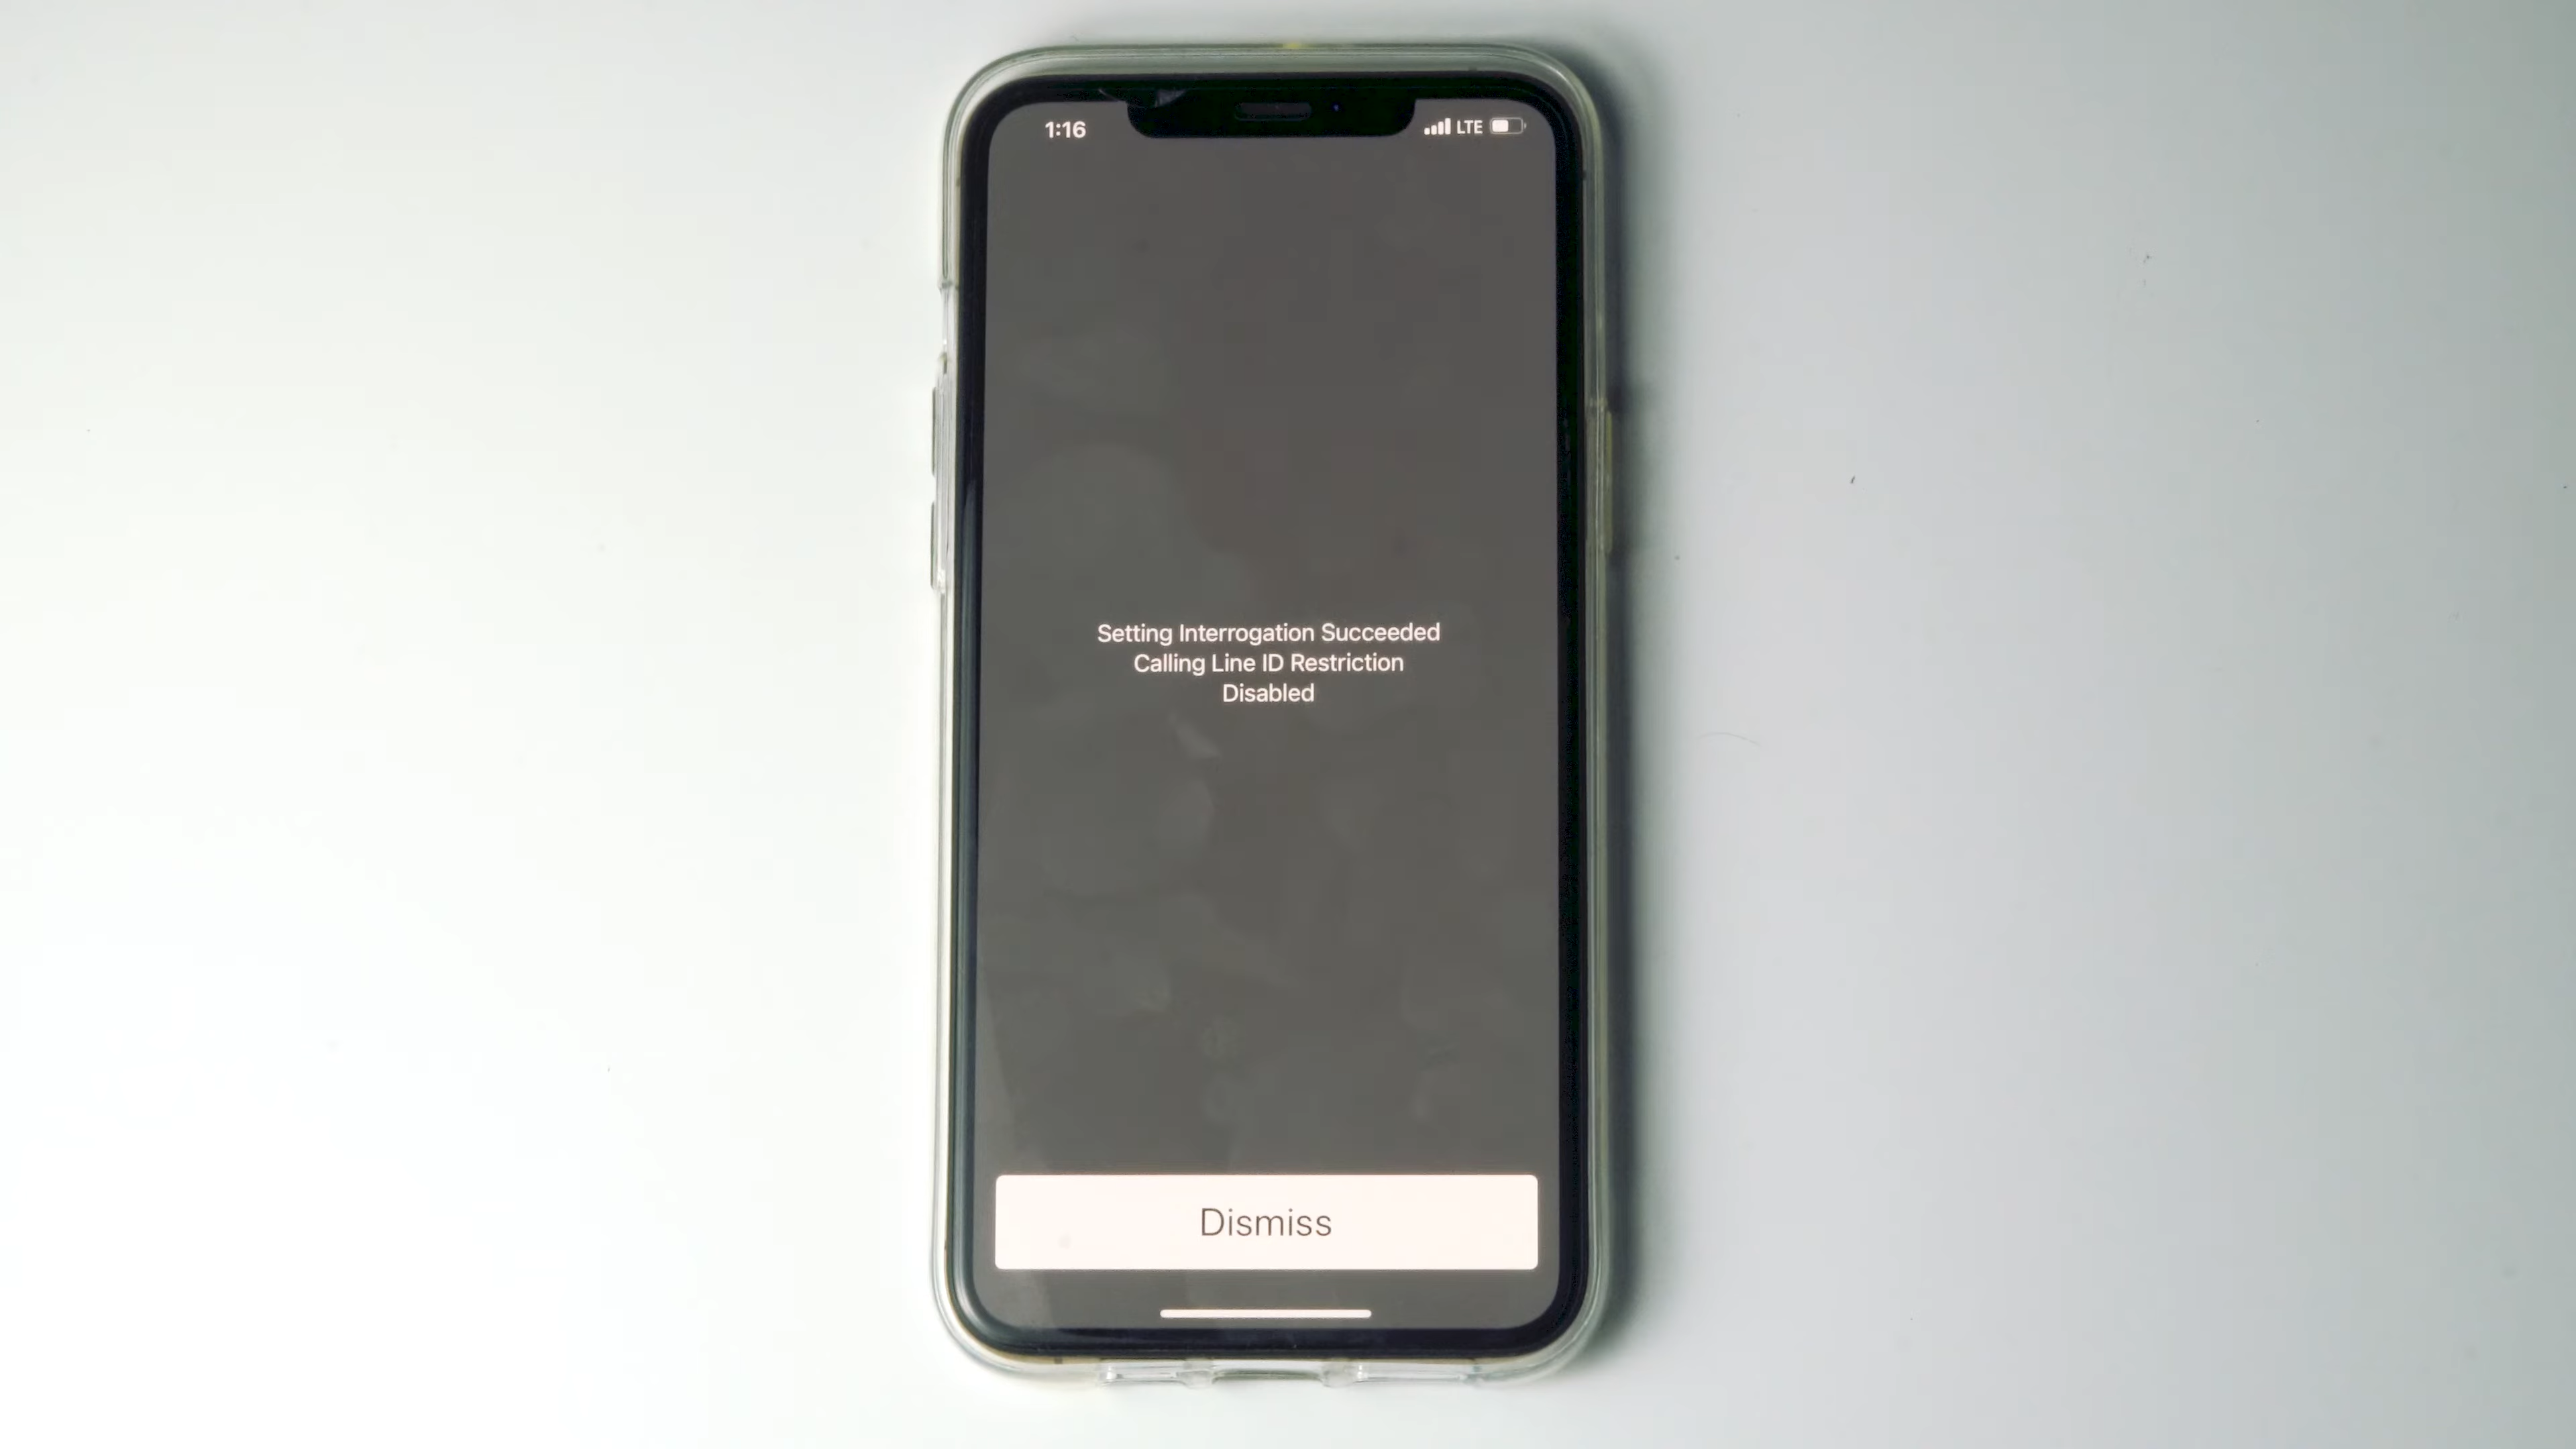 1:16
LTE
Setting Interrogation Succeeded
Calling Line ID Restriction
Disabled
Dismiss